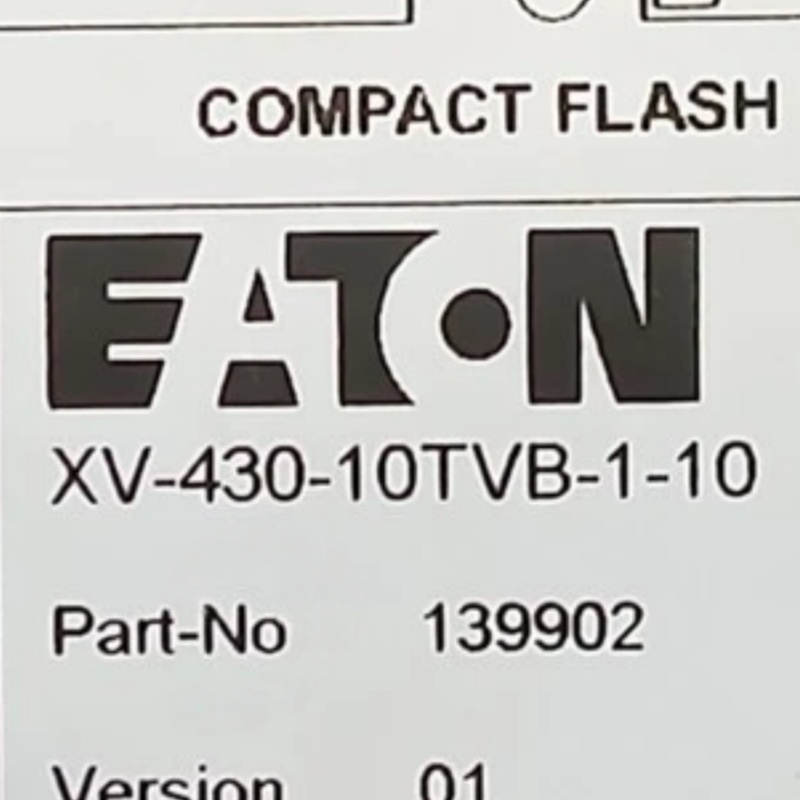 COMPACT FLASH
EATON
XV-430-10TVB-1-10
Part-No 139902
Version 01